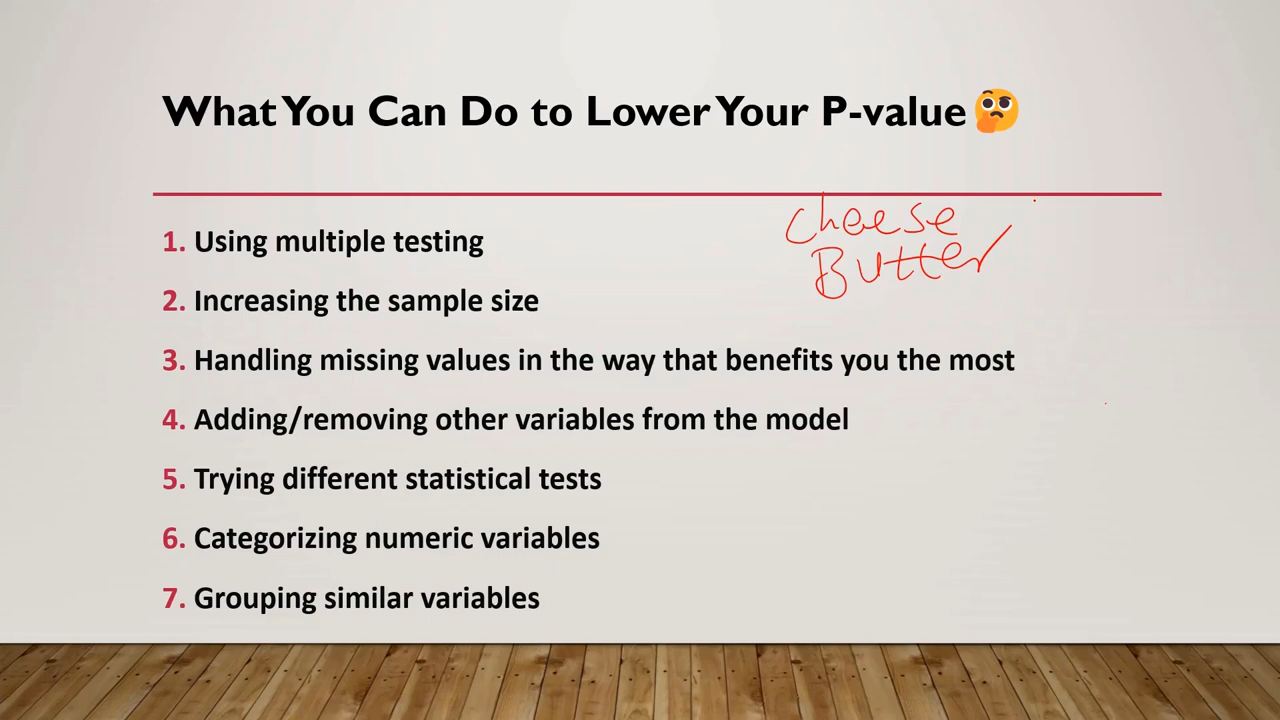 What You Can Do to Lower Your P-value🤔
cheese
Butter
1. Using multiple testing
2. Increasing the sample size
3. Handling missing values in the way that benefits you the most
4. Adding/removing other variables from the model
5. Trying different statistical tests
6. Categorizing numeric variables
7. Grouping similar variables